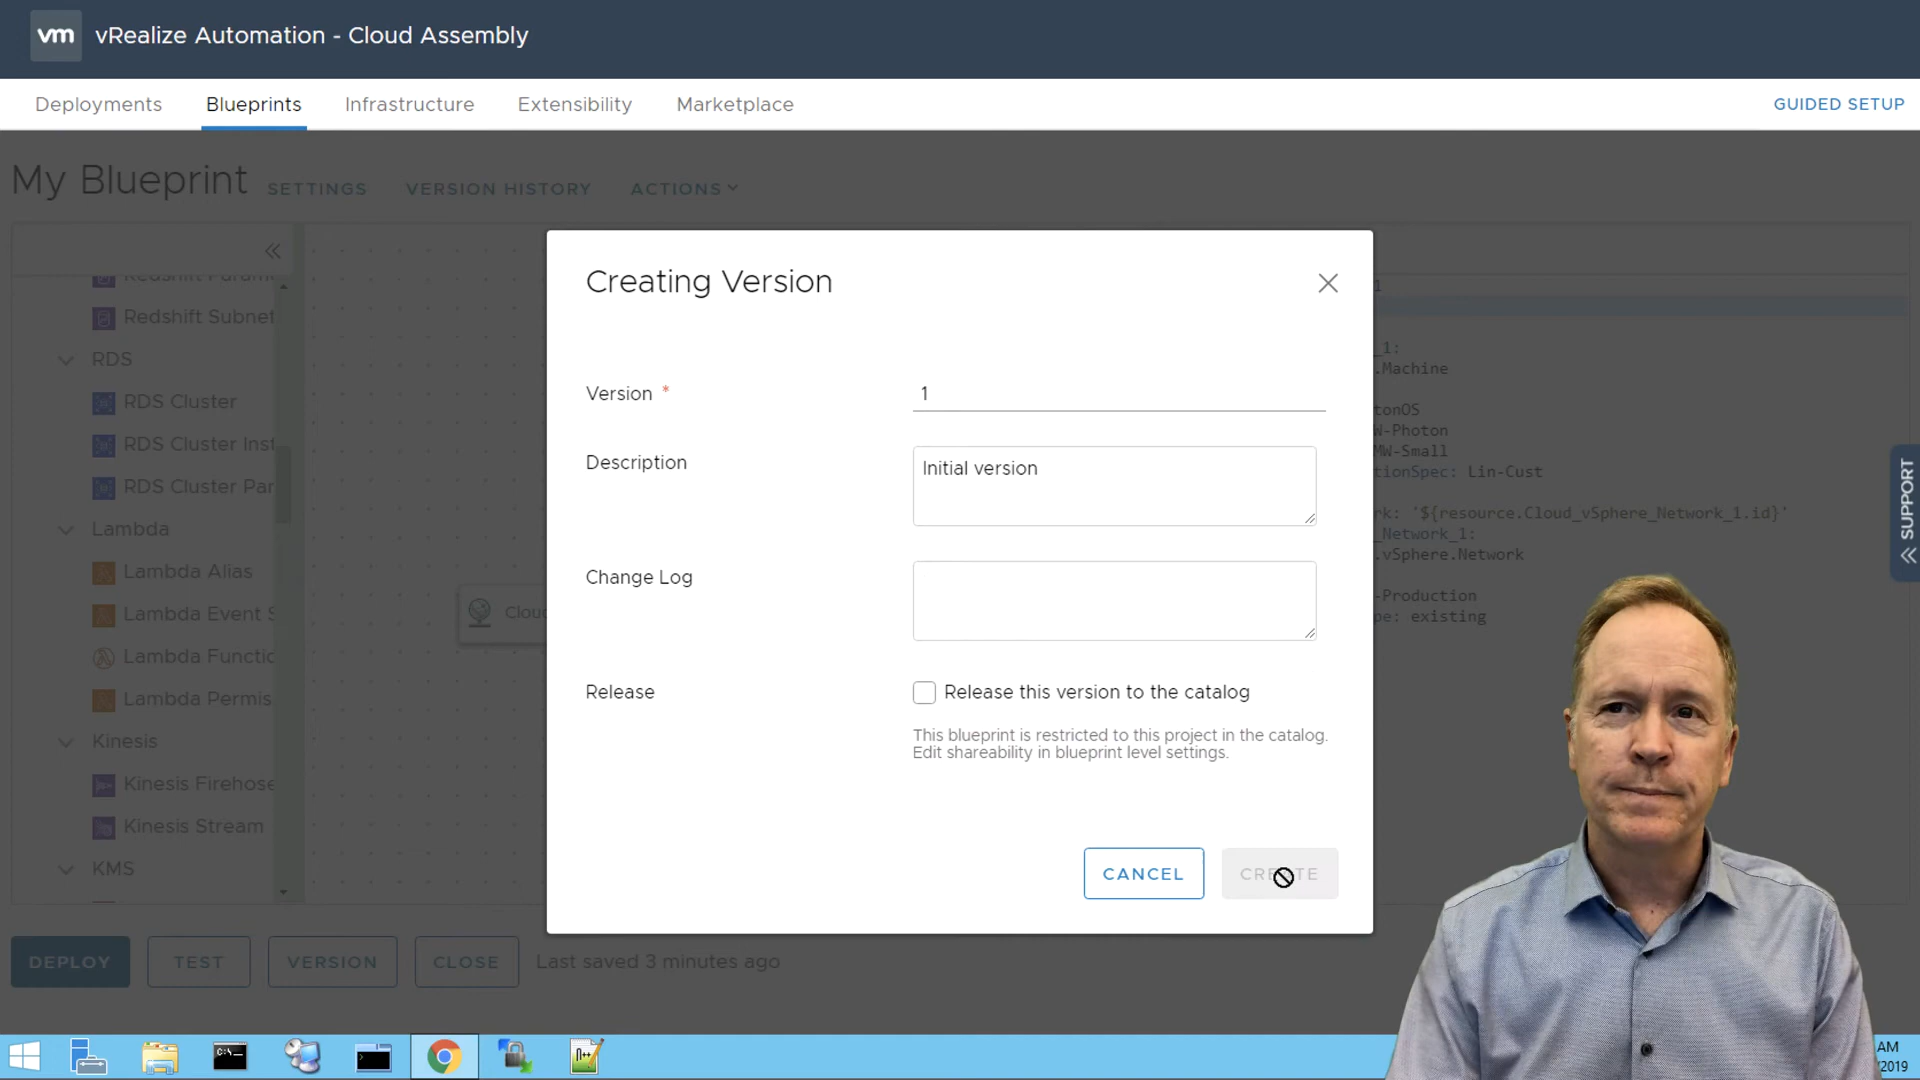 vm vRealize Automation - Cloud Assembly
Deployments Blueprints Infrastructure Extensibility Marketplace GUIDED SETUP
My Blueprint SETTINGS VERSION HISTORY ACTIONS
Redshift Subnet
RDS
RDS Cluster
RDS Cluster Inst
RDS Cluster Par
Lambda
Lambda Alias
Lambda Event S
Lambda Functio
Lambda Permis
Kinesis
Kinesis Firehose
Kinesis Stream
KMS
Cloud
Creating Version
Version * 1
Description Initial version
Change Log
Release Release this version to the catalog
This blueprint is restricted to this project in the catalog.
Edit shareability in blueprint level settings.
CANCEL CREATE
1
_1:
.Machine
tonOS
W-Photon
MW-Small
tionSpec: Lin-Cust
rk: '${resource.Cloud_vSphere_Network_1.id}'
_Network_1:
.vSphere.Network
-Production
pe: existing
SUPPORT
DEPLOY TEST VERSION CLOSE Last saved 3 minutes ago
C:\.
N++
AM
/2019